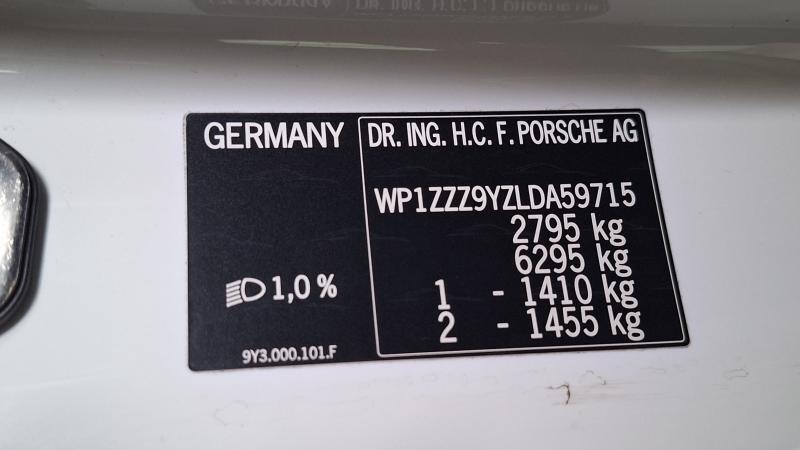 GERMANY
DR. ING. H.C. F. PORSCHE AG
WP1ZZZ9YZLDA59715
2795 kg
6295 kg
1 - 1410 kg
2 - 1455 kg
1,0 %
9Y3.000.101.F